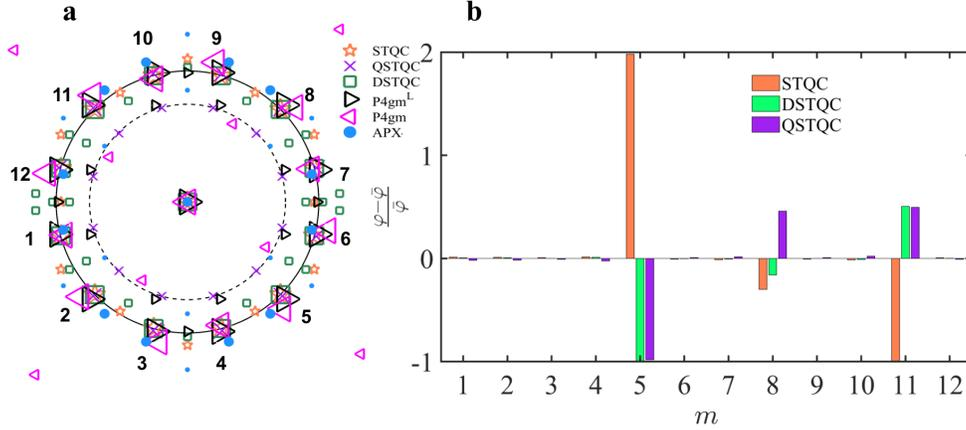 a
b
10
9
11
8
12
7
1
6
2
5
3
4
STQC
QSTQC
DSTQC
P4gm^L
P4gm
APX
2
1
0
-1
φ−φ̄
φ̄
STQC
DSTQC
QSTQC
1 2 3 4 5 6 7 8 9 10 11 12
m